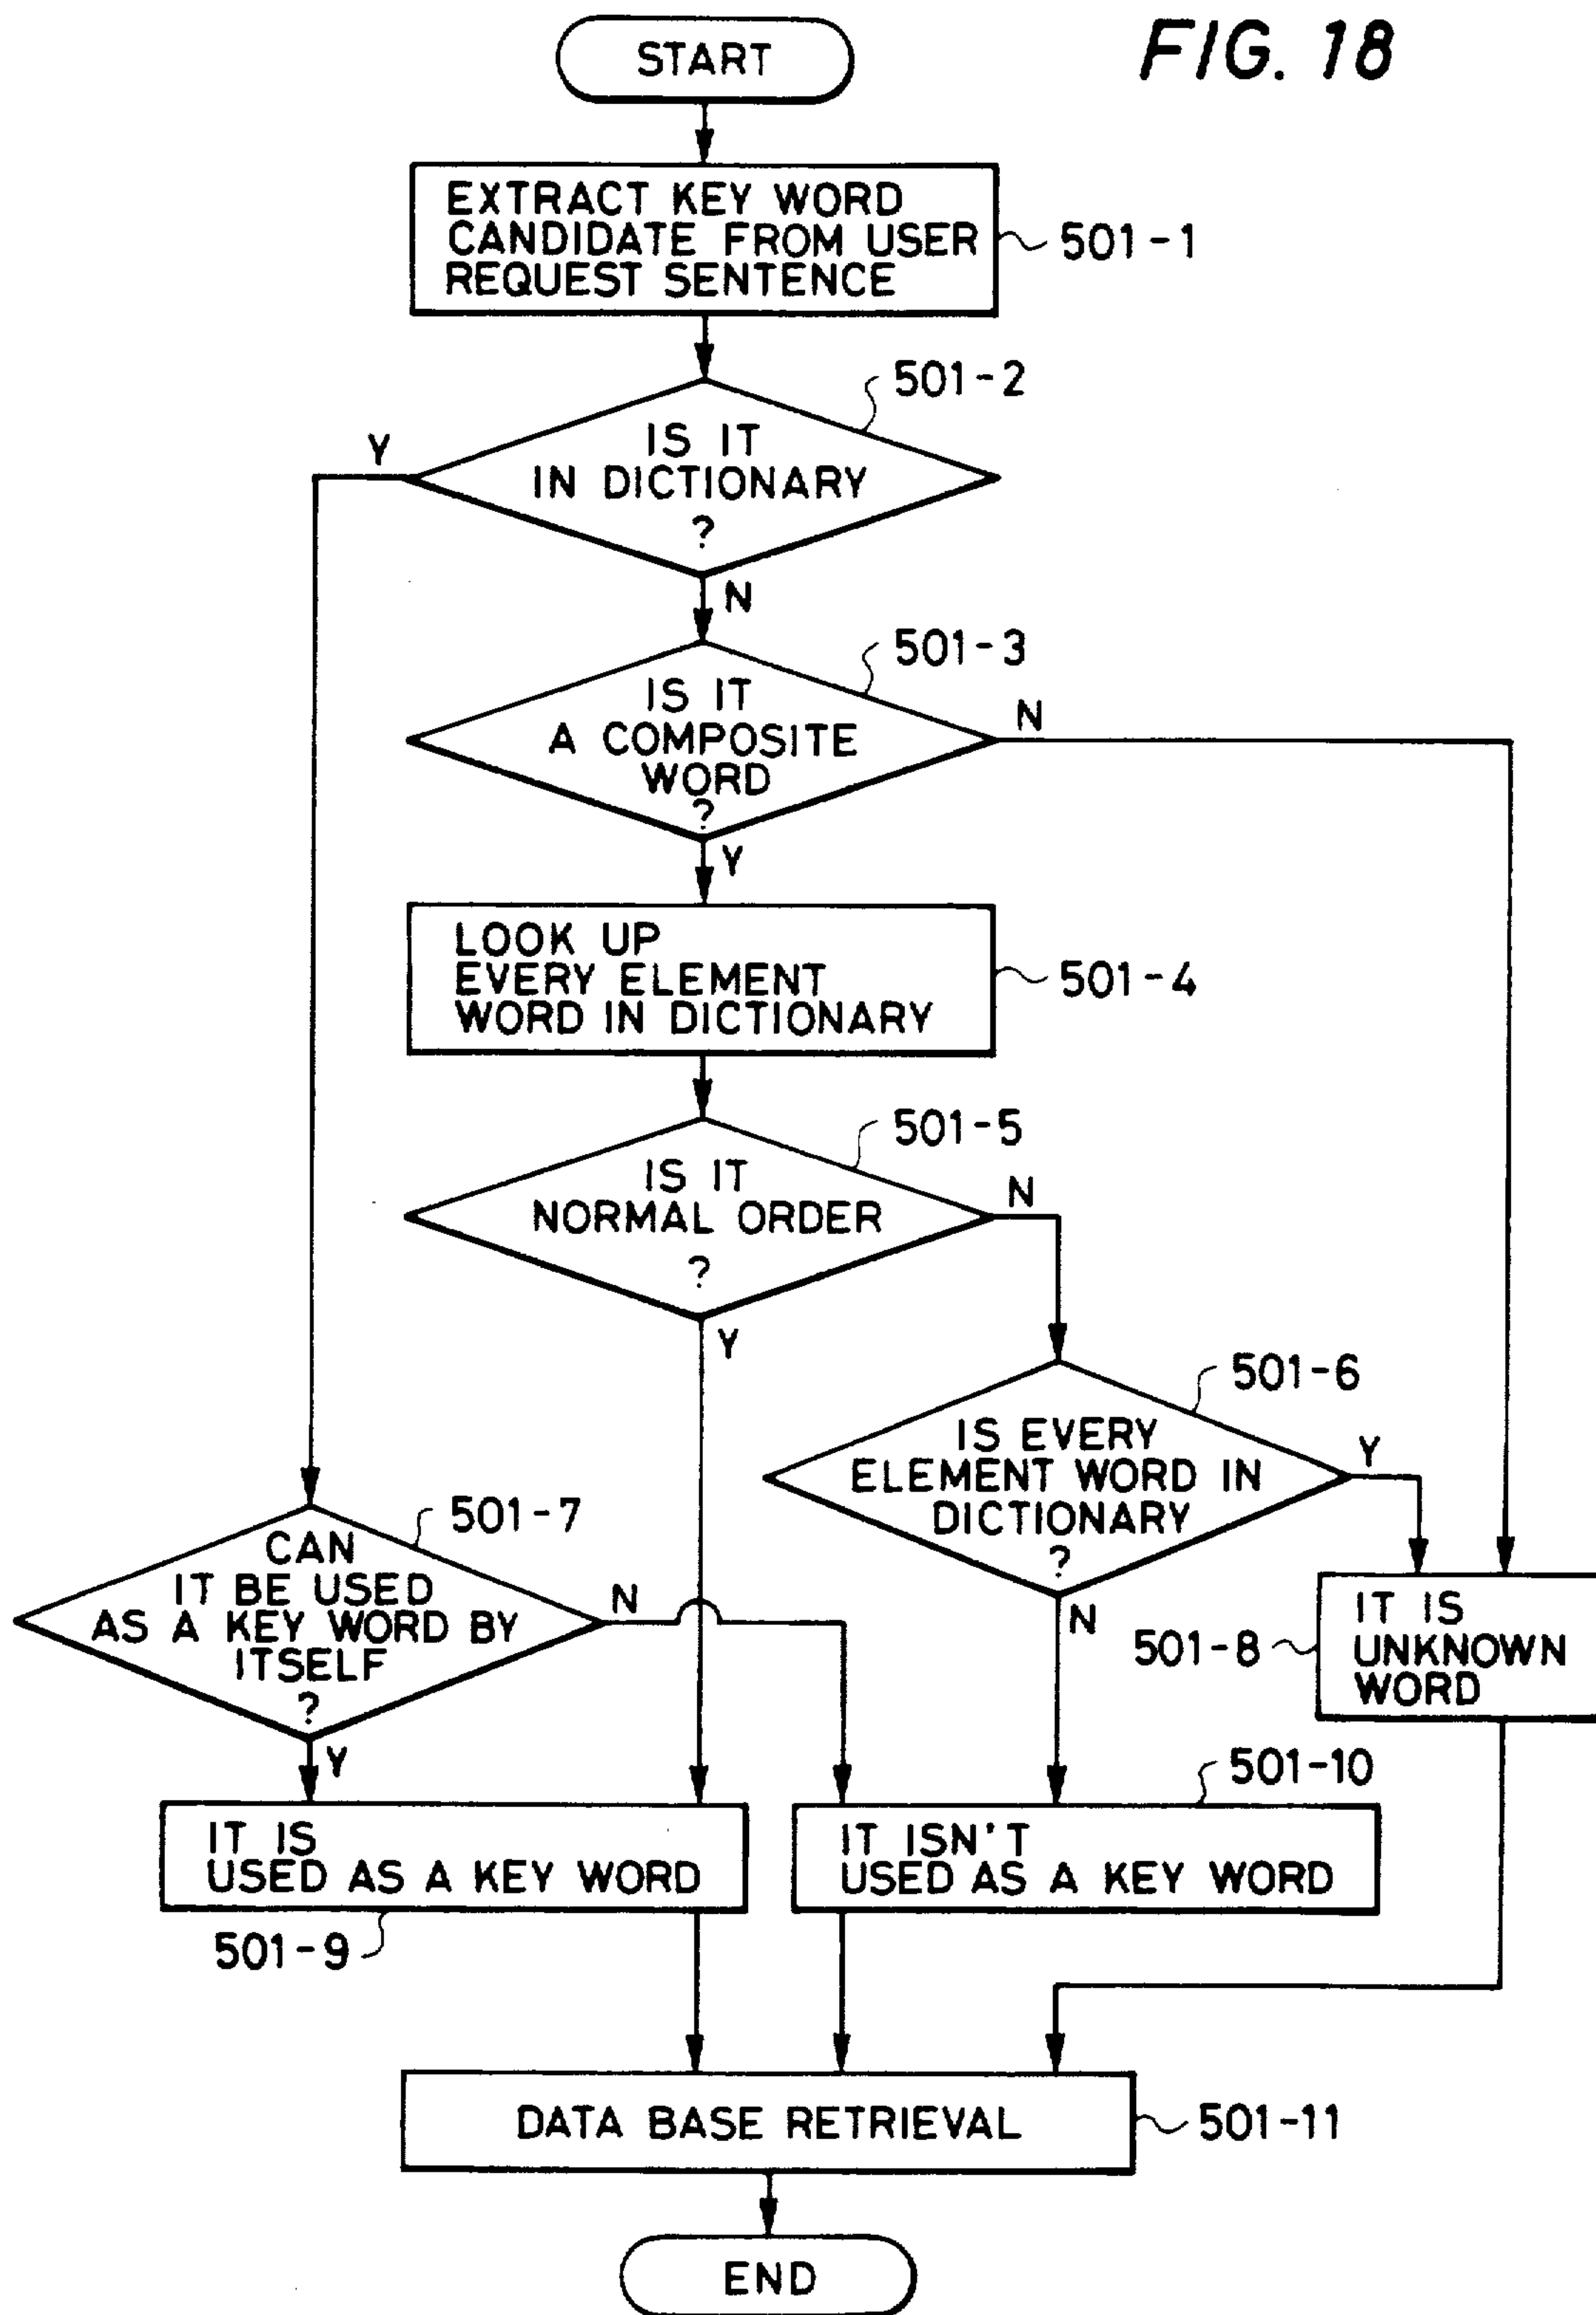 FIG. 18
START
EXTRACT KEY WORD
CANDIDATE FROM USER
REQUEST SENTENCE
501-1
501-2
IS IT
IN DICTIONARY
?
Y
N
501-3
IS IT
A COMPOSITE
WORD
?
N
Y
LOOK UP
EVERY ELEMENT
WORD IN DICTIONARY
501-4
501-5
IS IT
NORMAL ORDER
?
N
Y
501-6
IS EVERY
ELEMENT WORD IN
DICTIONARY
?
Y
N
501-7
CAN
IT BE USED
AS A KEY WORD BY
ITSELF
?
N
Y
501-8
IT IS
UNKNOWN
WORD
501-10
IT IS
USED AS A KEY WORD
IT ISN'T
USED AS A KEY WORD
501-9
DATA BASE RETRIEVAL
501-11
END